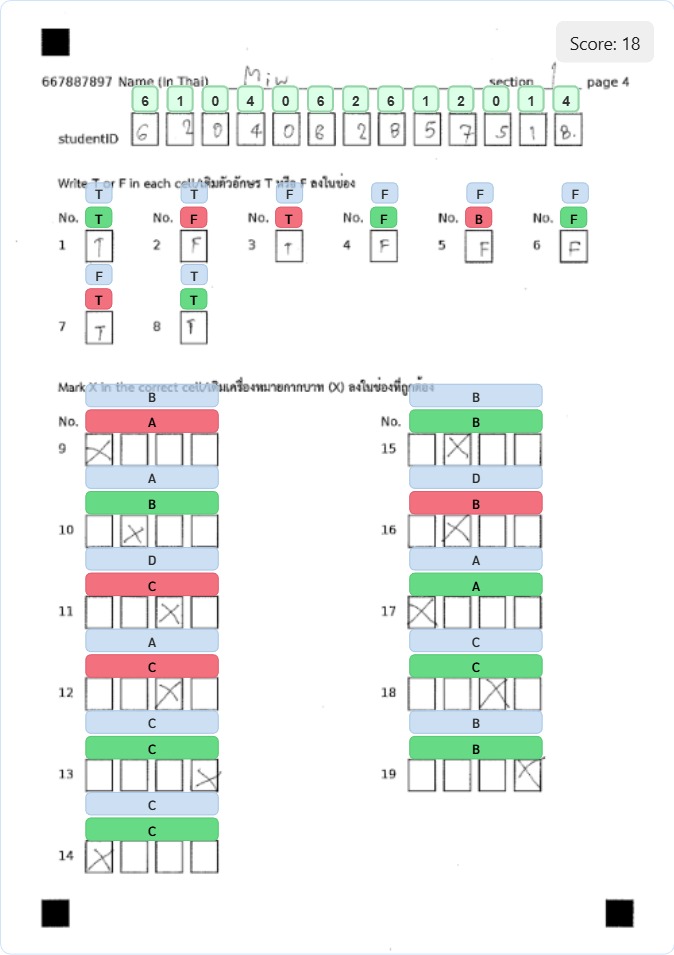 Score: 18
667887897 Name (In Thai) Miw section 1 page 4
6 1 0 4 0 6 2 6 1 2 0 1 4
studentID 6 2 0 4 0 6 2 8 5 7 5 1 8.
Write T or F in each cell/เติมตัวอักษร T หรือ F ลงในช่อง
T T F F F F
No. T No. F No. T No. F No. B No. F
1 T 2 F 3 T 4 F 5 F 6 F
F T
T T
7 T 8 T
Mark X in the correct cell/เติมเครื่องหมายกากบาท (X) ลงในช่องที่ถูกต้อง
B B
No. A No. B
9 X 15 X
A D
B B
10 X 16 X
D A
C A
11 X 17 X
A C
C C
12 X 18 X
C B
C B
13 X 19 X
C
C
14 X